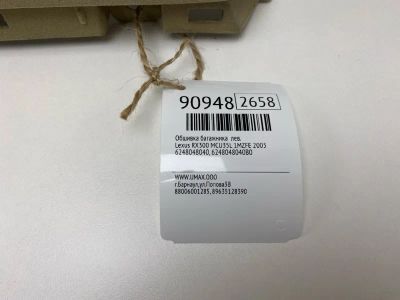 90948 2658
Обшивка багажника лев.
Lexus RX300 MCU35L 1MZFE 2003
6248048040, 6248048040B0
WWW.UMAX.OOO
г.Барнаул,ул.Попова58
88006001285, 89635128390